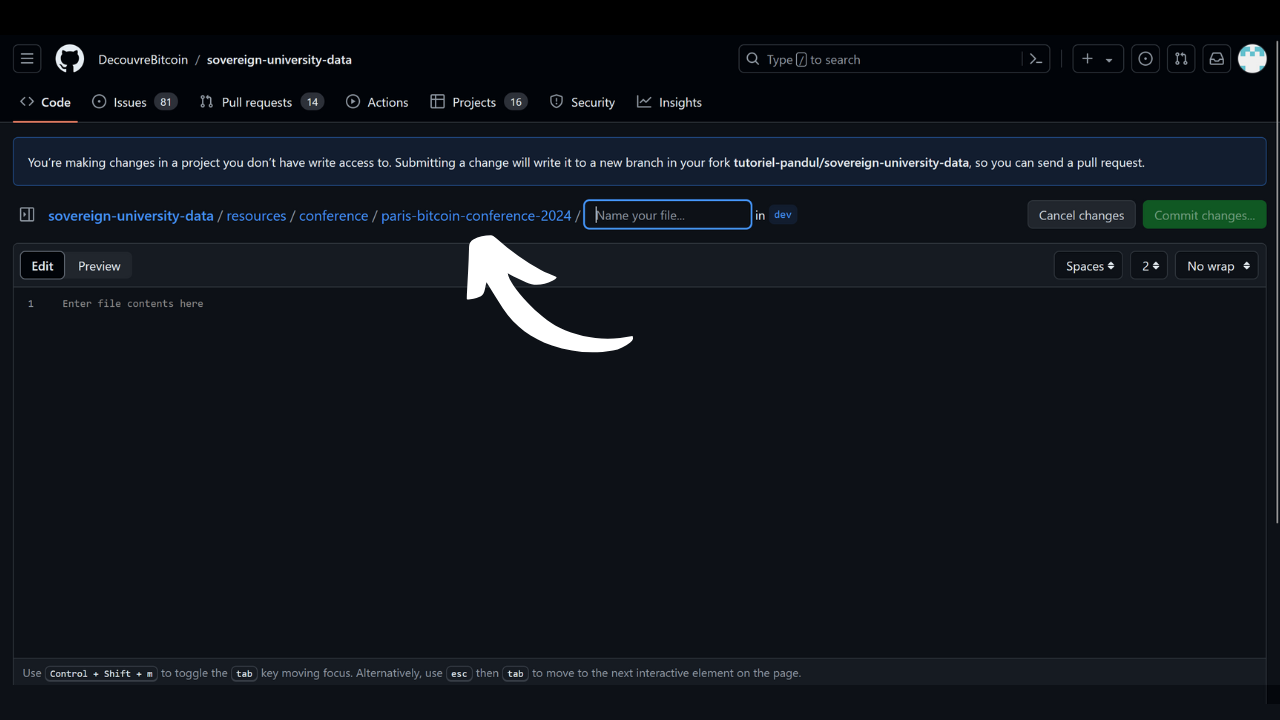 DecouvreBitcoin / sovereign-university-data
Type / to search
Code Issues 81 Pull requests 14 Actions Projects 16 Security Insights
You're making changes in a project you don't have write access to. Submitting a change will write it to a new branch in your fork tutoriel-pandul/sovereign-university-data, so you can send a pull request.
sovereign-university-data / resources / conference / paris-bitcoin-conference-2024 / Name your file... in dev
Cancel changes Commit changes...
Edit Preview Spaces 2 No wrap
1 Enter file contents here
Use Control + Shift + m to toggle the tab key moving focus. Alternatively, use esc then tab to move to the next interactive element on the page.